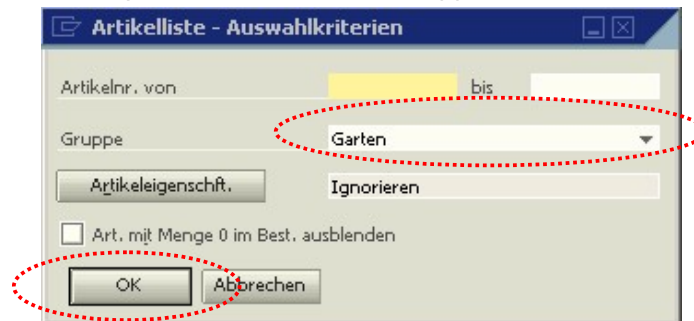 Artikelliste - Auswahlkriterien
Artikelnr. von bis
Gruppe Garten
Artikeleigenschft. Ignorieren
Art. mit Menge 0 im Best. ausblenden
OK Abbrechen